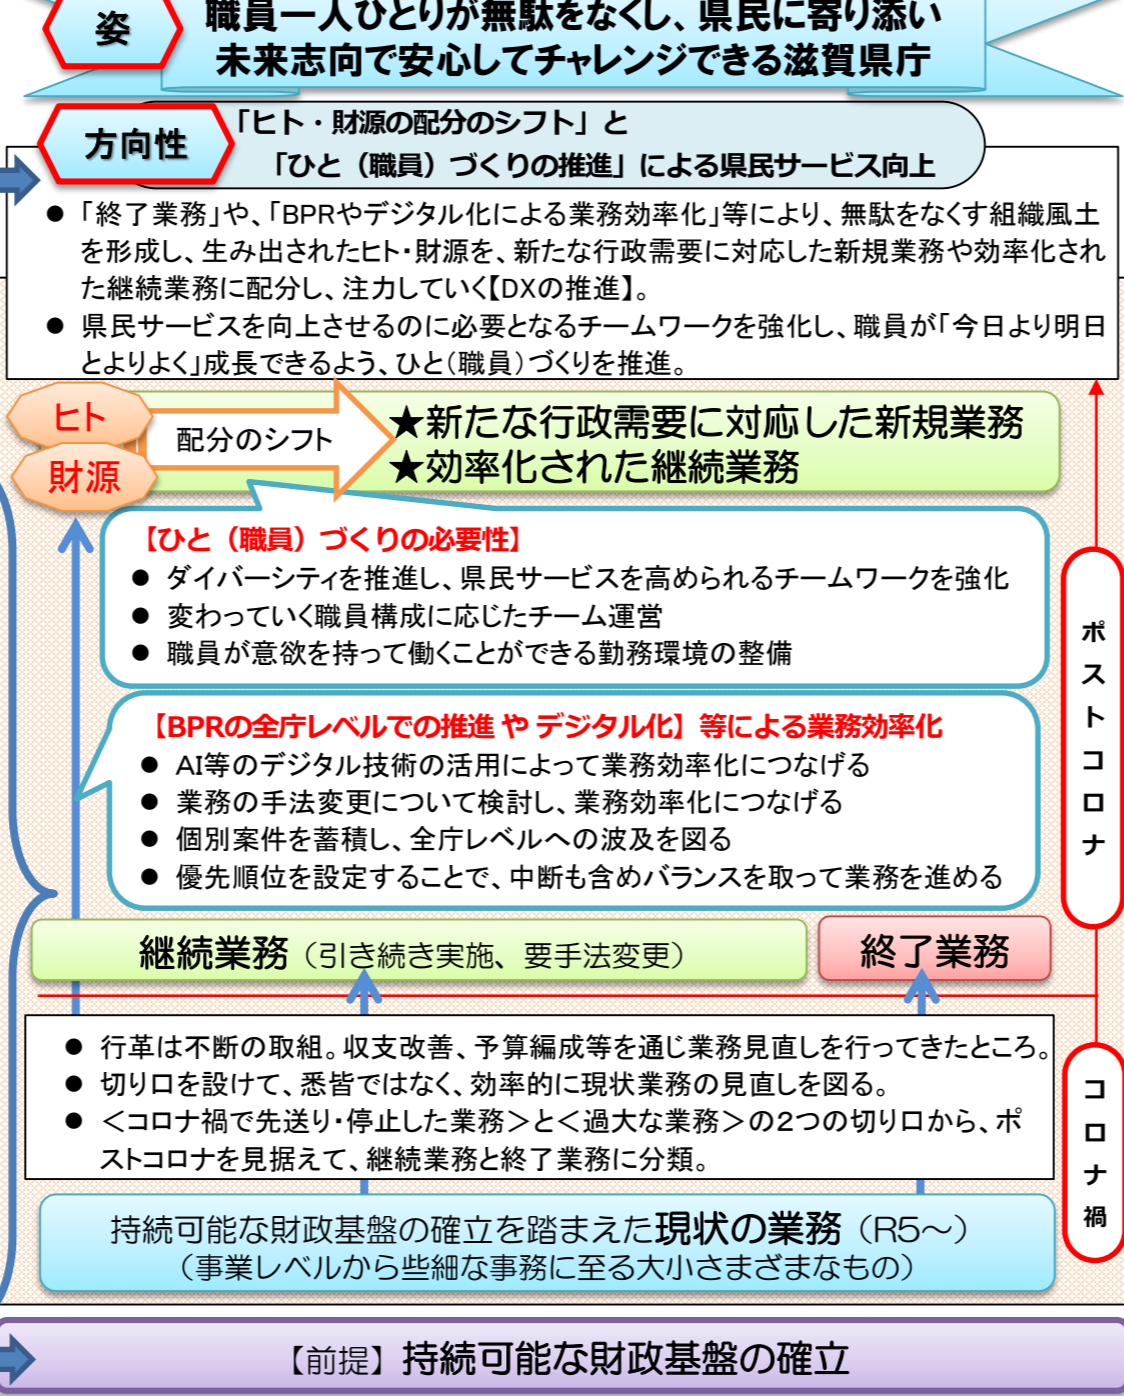 姿
職員一人ひとりが無駄をなくし、県民に寄り添い
未来志向で安心してチャレンジできる滋賀県庁
方向性
「ヒト・財源の配分のシフト」と
「ひと（職員）づくりの推進」による県民サービス向上
● 「終了業務」や、「BPRやデジタル化による業務効率化」等により、無駄をなくす組織風土
を形成し、生み出されたヒト・財源を、新たな行政需要に対応した新規業務や効率化され
た継続業務に配分し、注力していく【DXの推進】。
● 県民サービスを向上させるのに必要となるチームワークを強化し、職員が「今日より明日
とよりよく」成長できるよう、ひと（職員）づくりを推進。
ヒト
財源
配分のシフト
★新たな行政需要に対応した新規業務
★効率化された継続業務
【ひと（職員）づくりの必要性】
● ダイバーシティを推進し、県民サービスを高められるチームワークを強化
● 変わっていく職員構成に応じたチーム運営
● 職員が意欲を持って働くことができる勤務環境の整備
【BPRの全庁レベルでの推進 や デジタル化】等による業務効率化
● AI等のデジタル技術の活用によって業務効率化につなげる
● 業務の手法変更について検討し、業務効率化につなげる
● 個別案件を蓄積し、全庁レベルへの波及を図る
● 優先順位を設定することで、中断も含めバランスを取って業務を進める
ポストコロナ
継続業務（引き続き実施、要手法変更）
終了業務
● 行革は不断の取組。収支改善、予算編成等を通じ業務見直しを行ってきたところ。
● 切り口を設けて、悉皆ではなく、効率的に現状業務の見直しを図る。
● ＜コロナ禍で先送り・停止した業務＞と＜過大な業務＞の２つの切り口から、ポ
ストコロナを見据えて、継続業務と終了業務に分類。
コロナ禍
持続可能な財政基盤の確立を踏まえた現状の業務（R5～）
（事業レベルから些細な事務に至る大小さまざまなもの）
【前提】持続可能な財政基盤の確立